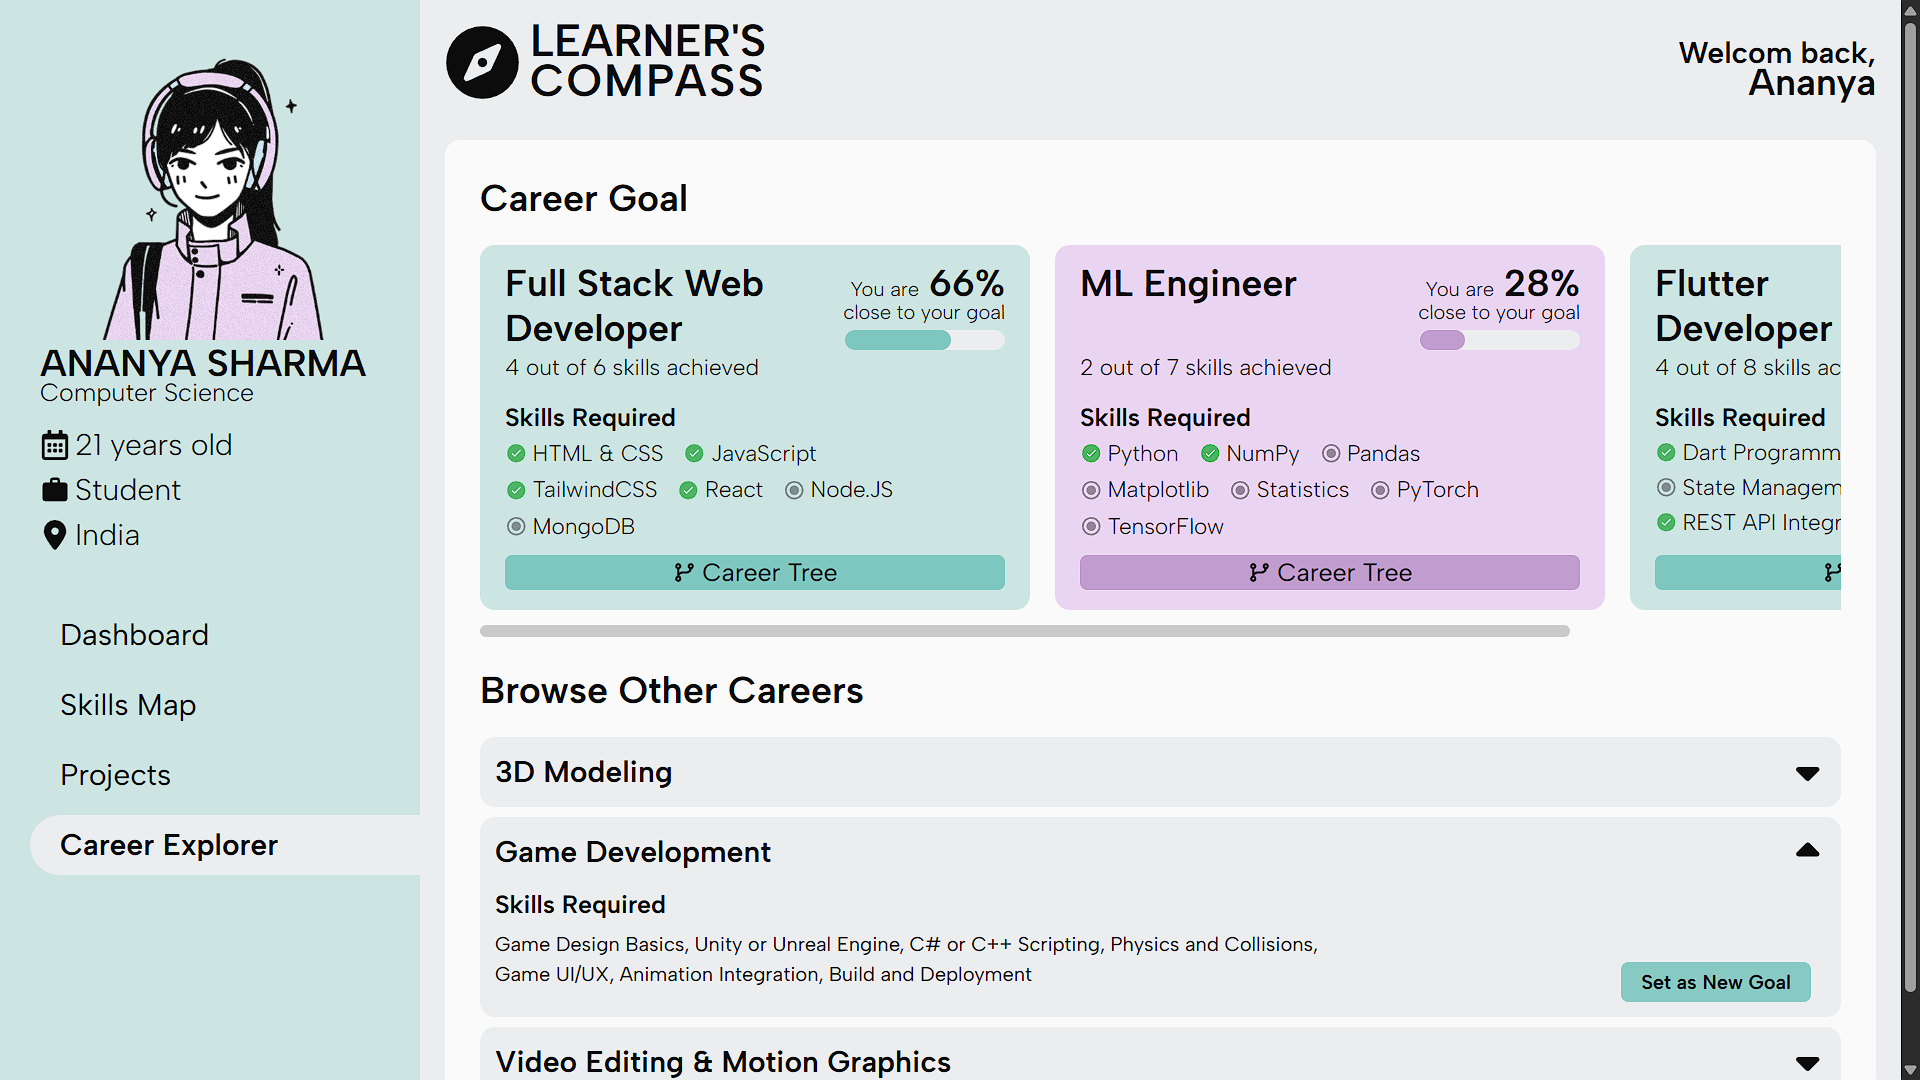 LEARNER'S
COMPASS
Welcom back,
Ananya
ANANYA SHARMA
Computer Science
21 years old
Student
India
Dashboard
Skills Map
Projects
Career Explorer
Career Goal
Full Stack Web
Developer
You are 66%
close to your goal
4 out of 6 skills achieved
Skills Required
HTML & CSS JavaScript
TailwindCSS React Node.JS
MongoDB
Career Tree
ML Engineer
You are 28%
close to your goal
2 out of 7 skills achieved
Skills Required
Python NumPy Pandas
Matplotlib Statistics PyTorch
TensorFlow
Career Tree
Flutter
Developer
4 out of 8 skills ac
Skills Required
Dart Programm
State Managem
REST API Integr
Browse Other Careers
3D Modeling
Game Development
Skills Required
Game Design Basics, Unity or Unreal Engine, C# or C++ Scripting, Physics and Collisions,
Game UI/UX, Animation Integration, Build and Deployment
Set as New Goal
Video Editing & Motion Graphics